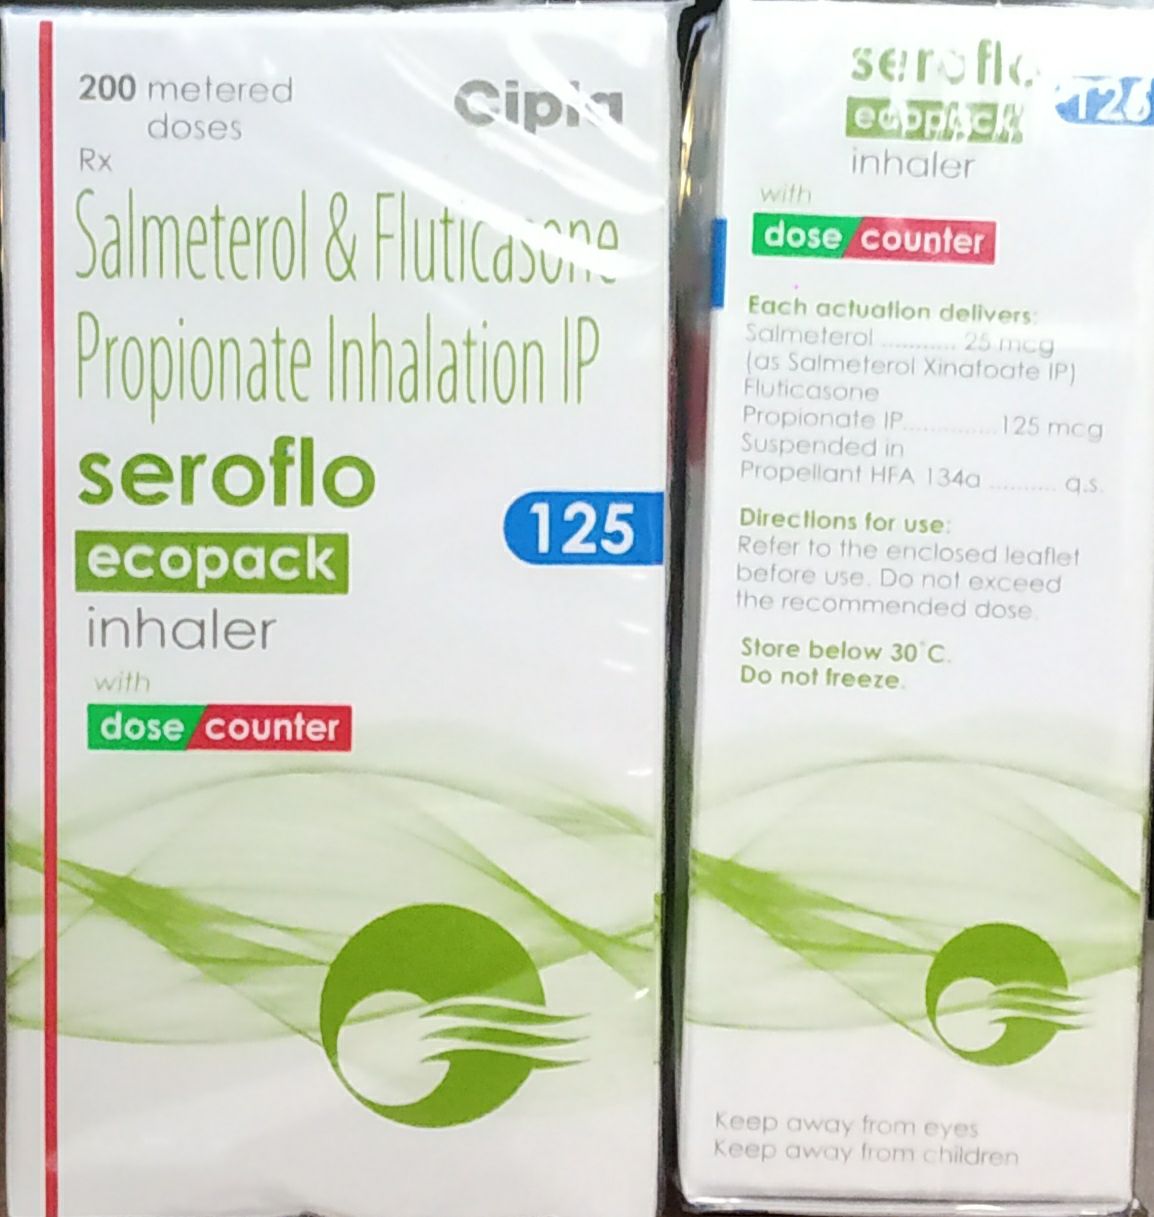 200 metered
doses
Cipla
Rx
Salmeterol & Fluticasone
Propionate Inhalation IP
seroflo
ecopack
125
inhaler
with
dose counter
seroflo
ecopack
125
inhaler
with
dose counter
Each actuation delivers:
Salmeterol ........... 25 mcg
(as Salmeterol Xinafoate IP)
Fluticasone
Propionate IP.............. 125 mcg
Suspended in
Propellant HFA 134a .......... q.s.
Directions for use:
Refer to the enclosed leaflet
before use. Do not exceed
the recommended dose.
Store below 30°C.
Do not freeze.
Keep away from eyes
Keep away from children